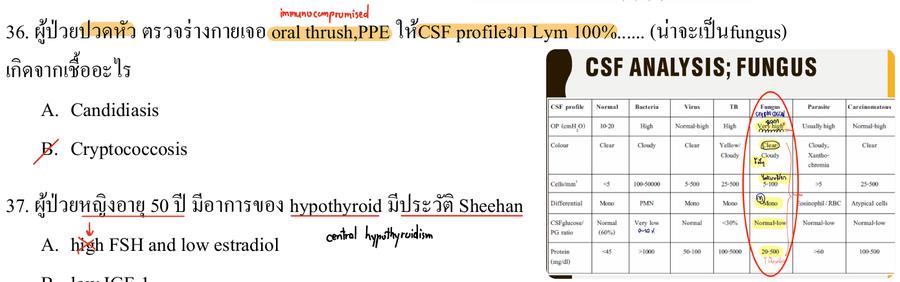 immunocompromised
36. ผู้ป่วยปวดหัว ตรวจร่างกายเจอ oral thrush,PPE ให้CSF profileมา Lym 100%...... (น่าจะเป็นfungus)
เกิดจากเชื้ออะไร
A. Candidiasis
B. Cryptococcosis
37. ผู้ป่วยหญิงอายุ 50 ปี มีอาการของ hypothyroid มีประวัติ Sheehan
central hypothyroidism
A. high FSH and low estradiol
CSF ANALYSIS; FUNGUS
CSF profile Normal Bacteria Virus TB Fungus Parasite Carcinomatous
OP (cmH2O) 10-20 High Normal-high High Very high Usually high Normal-high
Colour Clear Cloudy Clear Yellow/ Cloudy Clear Cloudy Cloudy, Xantho-chromia Clear
Cells/mm³ <5 100-50000 5-500 25-500 5-100 >5 25-500
Differential Mono PMN Mono Mono Mono Eosinophil / RBC Atypical cells
CSFglucose/ PG ratio Normal (60%) Very low Normal <30% Normal-low Normal-low Normal-low
Protein (mg/dl) <45 >1000 50-100 100-5000 20-500 >60 100-500